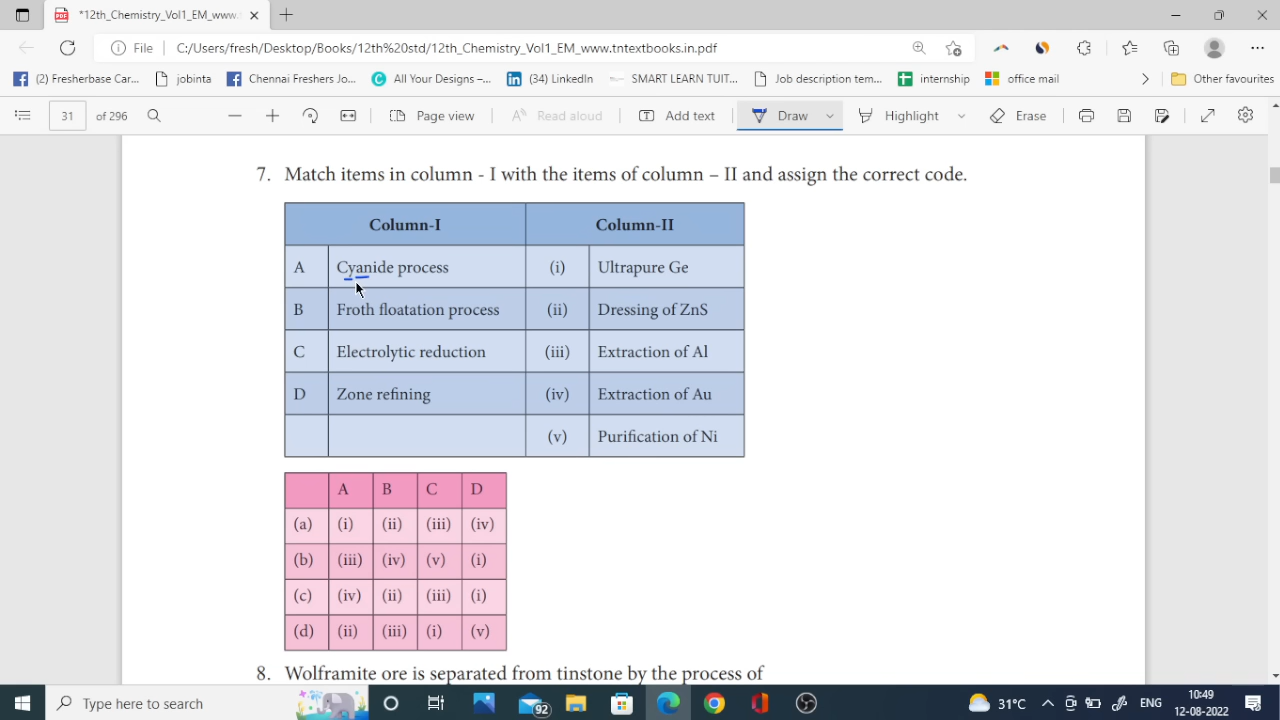 *12th_Chemistry_Vol1_EM_www.
File C:/Users/fresh/Desktop/Books/12th%20std/12th_Chemistry_Vol1_EM_www.tntextbooks.in.pdf
(2) Fresherbase Car... jobinta Chennai Freshers Jo... All Your Designs –... (34) LinkedIn SMART LEARN TUIT... Job description tem... internship office mail Other favourites
31 of 296 Page view Read aloud Add text Draw Highlight Erase
7. Match items in column - I with the items of column – II and assign the correct code.
Column-I Column-II
A Cyanide process (i) Ultrapure Ge
B Froth floatation process (ii) Dressing of ZnS
C Electrolytic reduction (iii) Extraction of Al
D Zone refining (iv) Extraction of Au
(v) Purification of Ni
A B C D
(a) (i) (ii) (iii) (iv)
(b) (iii) (iv) (v) (i)
(c) (iv) (ii) (iii) (i)
(d) (ii) (iii) (i) (v)
8. Wolframite ore is separated from tinstone by the process of
Type here to search 92 31°C ENG 10:49
12-08-2022